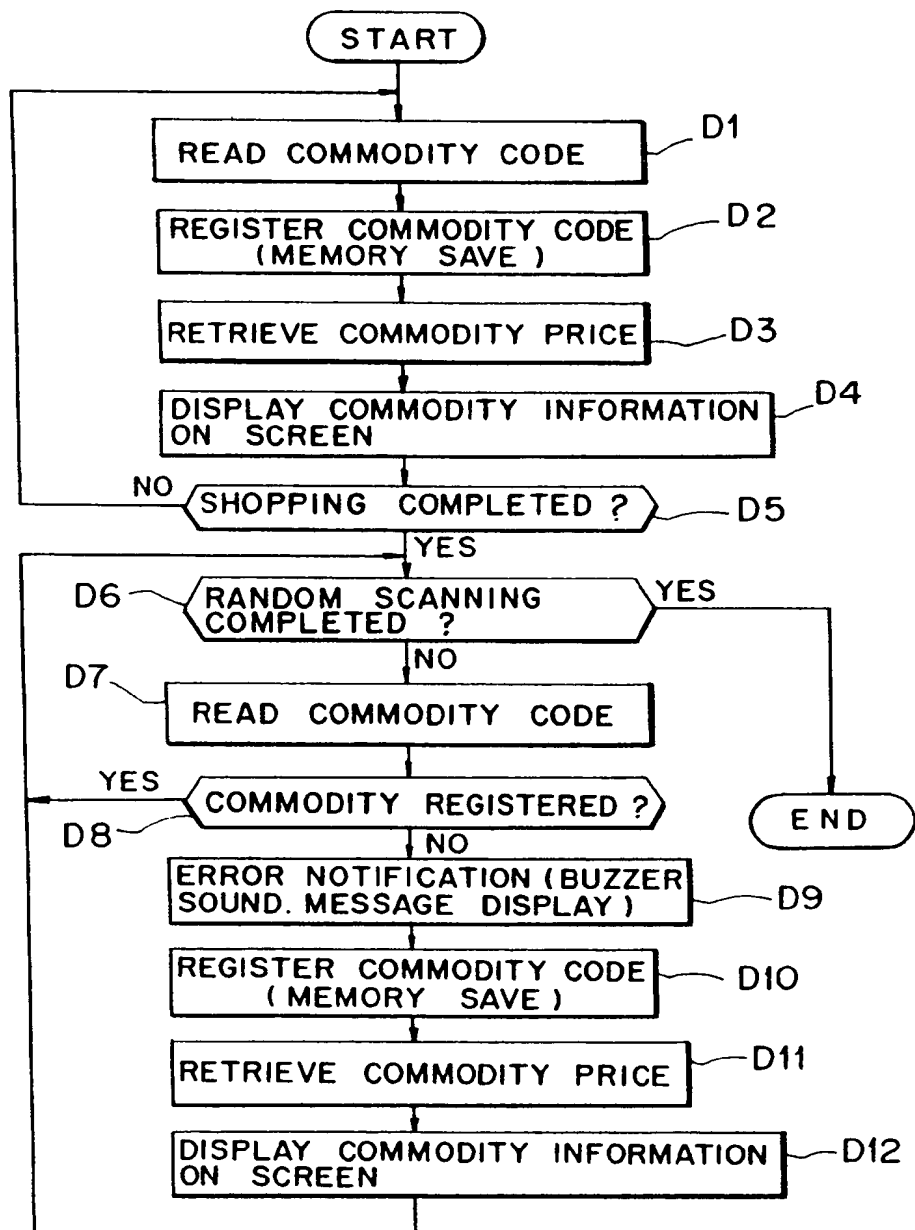 START
D1
READ COMMODITY CODE
D2
REGISTER COMMODITY CODE
(MEMORY SAVE)
D3
RETRIEVE COMMODITY PRICE
D4
DISPLAY COMMODITY INFORMATION
ON SCREEN
NO
SHOPPING COMPLETED ?
D5
YES
D6
RANDOM SCANNING
COMPLETED ?
YES
NO
D7
READ COMMODITY CODE
YES
COMMODITY REGISTERED ?
D8
END
NO
ERROR NOTIFICATION (BUZZER
SOUND. MESSAGE DISPLAY)
D9
REGISTER COMMODITY CODE
(MEMORY SAVE)
D10
RETRIEVE COMMODITY PRICE
D11
DISPLAY COMMODITY INFORMATION
ON SCREEN
D12